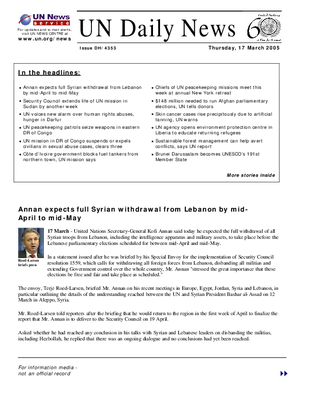 UN News
service
For updates and e-mail alerts,
visit UN NEWS CENTRE at
www.un.org/news
UN Daily News
60
Issue DH/4355
Thursday, 17 March 2005
In the headlines:
• Annan expects full Syrian withdrawal from Lebanon by mid-April to mid-May
• Security Council extends life of UN mission in Sudan by another week
• UN voices new alarm over human rights abuses, hunger in Darfur
• UN peacekeeping patrol seize weapons in eastern DR of Congo
• UN mission in DR of Congo suspends or expels civilians in sexual abuse cases, clears three
• Côte d'Ivoire government blocks fuel tankers from northern town, UN mission says
• Chiefs of UN peacekeeping missions meet this week at annual New York retreat
• $148 million needed to run Afghan parliamentary elections, UN tells donors
• Skin cancer rates rise precipitously due to artificial tanning, UN warns
• UN agency opens environment protection centre in Liberia to educate returning refugees
• Sustainable forest management can help avert conflicts, says UN report
• Brunei Darussalam becomes UNESCO's 191st Member State
More stories inside
Annan expects full Syrian withdrawal from Lebanon by mid-
April to mid-May
Roed-Larsen
briefs press
17 March - United Nations Secretary-General Kofi Annan said today he expected the full withdrawal of all
Syrian troops from Lebanon, including the intelligence apparatus and military assets, to take place before the
Lebanese parliamentary elections scheduled for between mid-April and mid-May.
In a statement issued after he was briefed by his Special Envoy for the implementation of Security Council
resolution 1559, which calls for withdrawing all foreign forces from Lebanon, disbanding all militias and
extending Government control over the whole country, Mr. Annan "stressed the great importance that these
elections be free and fair and take place as scheduled."
The envoy, Terje Roed-Larsen, briefed Mr. Annan on his recent meetings in Europe, Egypt, Jordan, Syria and Lebanon, in
particular outlining the details of the understanding reached between the UN and Syrian President Bashar al-Assad on 12
March in Aleppo, Syria.
Mr. Roed-Larsen told reporters after the briefing that he would return to the region in the first week of April to finalize the
report that Mr. Annan is to deliver to the Security Council on 19 April.
Asked whether he had reached any conclusion in his talks with Syrian and Lebanese leaders on disbanding the militias,
including Hizbollah, he replied that there was an ongoing dialogue and no conclusions had yet been reached.
For information media -
not an official record